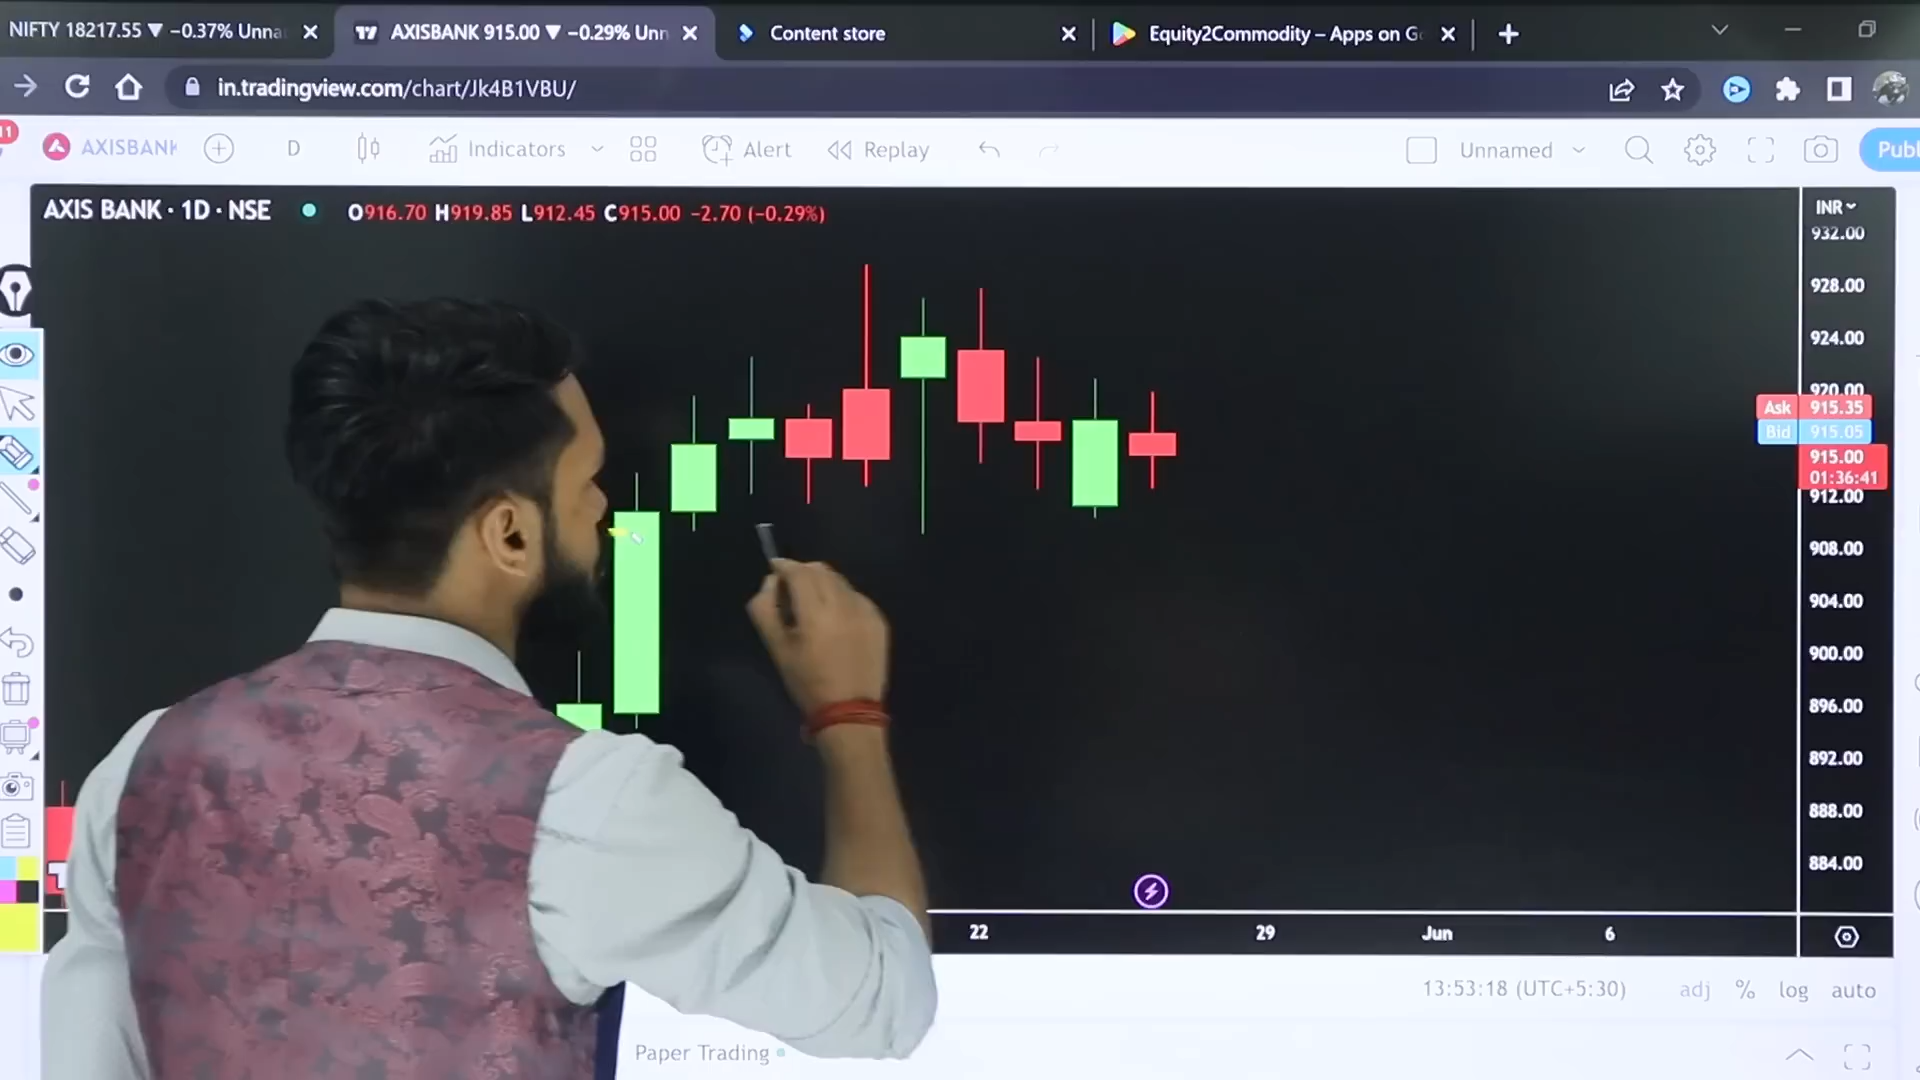 NIFTY 18217.55 ▼ −0.37% Unna
AXISBANK 915.00 ▼ −0.29% Unn
Content store
Equity2Commodity – Apps on Go
in.tradingview.com/chart/Jk4B1VBU/
11
AXISBANK
D
Indicators
Alert
Replay
Unnamed
Publ
AXIS BANK · 1D · NSE
O916.70 H919.85 L912.45 C915.00 −2.70 (−0.29%)
INR
932.00
928.00
924.00
920.00
Ask 915.35
Bid 915.05
915.00
01:36:41
912.00
908.00
904.00
900.00
896.00
892.00
888.00
884.00
22
29
Jun
6
13:53:18 (UTC+5:30)
adj
%
log
auto
Paper Trading